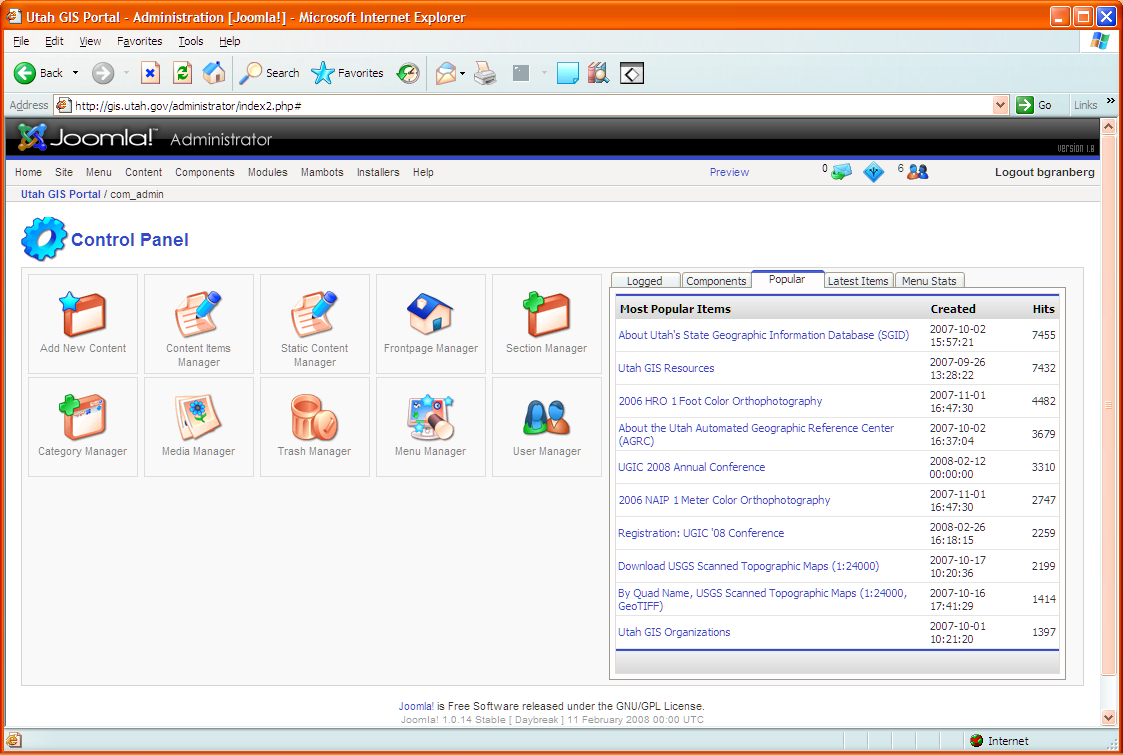 Utah GIS Portal - Administration [Joomla!] - Microsoft Internet Explorer
File Edit View Favorites Tools Help
Back Search Favorites
Address http://gis.utah.gov/administrator/index2.php# Go Links »
Joomla!™ Administrator
version 1.0
Home Site Menu Content Components Modules Mambots Installers Help Preview 0 6 Logout bgranberg
Utah GIS Portal / com_admin
Control Panel
Add New Content
Content Items
Manager
Static Content
Manager
Frontpage Manager
Section Manager
Category Manager
Media Manager
Trash Manager
Menu Manager
User Manager
Logged Components Popular Latest Items Menu Stats
Most Popular Items Created Hits
About Utah's State Geographic Information Database (SGID) 2007-10-02 7455
15:57:21
Utah GIS Resources 2007-09-26 7432
13:28:22
2006 HRO 1 Foot Color Orthophotography 2007-11-01 4482
16:47:30
About the Utah Automated Geographic Reference Center 2007-10-02 3679
(AGRC) 16:37:04
UGIC 2008 Annual Conference 2008-02-12 3310
00:00:00
2006 NAIP 1 Meter Color Orthophotography 2007-11-01 2747
16:47:30
Registration: UGIC '08 Conference 2008-02-26 2259
16:18:15
Download USGS Scanned Topographic Maps (1:24000) 2007-10-17 2199
10:20:36
By Quad Name, USGS Scanned Topographic Maps (1:24000, 2007-10-16 1414
GeoTIFF) 17:41:29
Utah GIS Organizations 2007-10-01 1397
10:21:20
Joomla! is Free Software released under the GNU/GPL License.
Joomla! 1.0.14 Stable [ Daybreak ] 11 February 2008 00:00 UTC
Internet